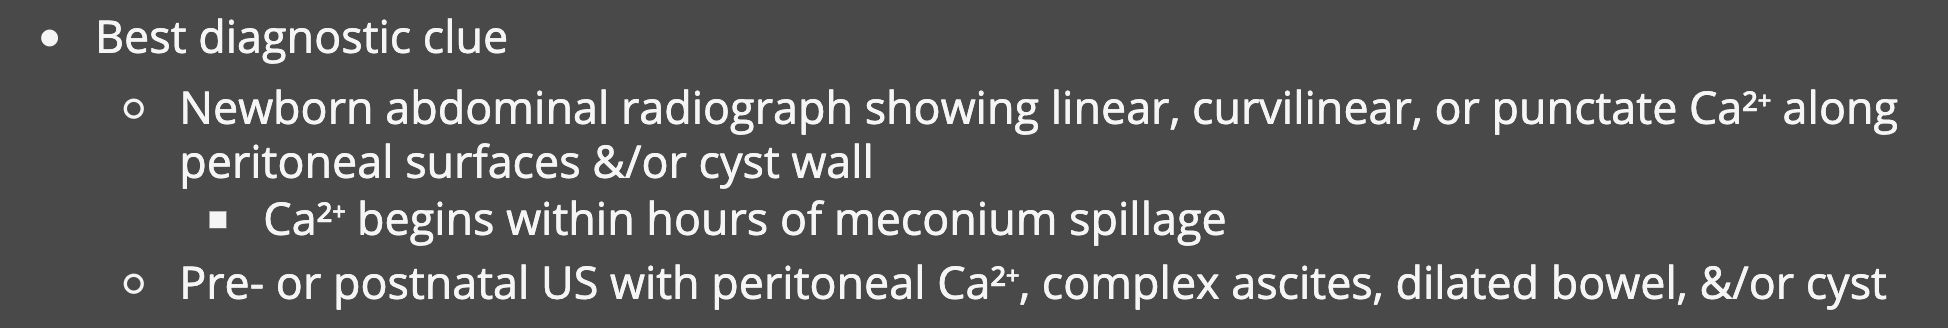 • Best diagnostic clue
○ Newborn abdominal radiograph showing linear, curvilinear, or punctate Ca²⁺ along
peritoneal surfaces &/or cyst wall
■ Ca²⁺ begins within hours of meconium spillage
○ Pre- or postnatal US with peritoneal Ca²⁺, complex ascites, dilated bowel, &/or cyst